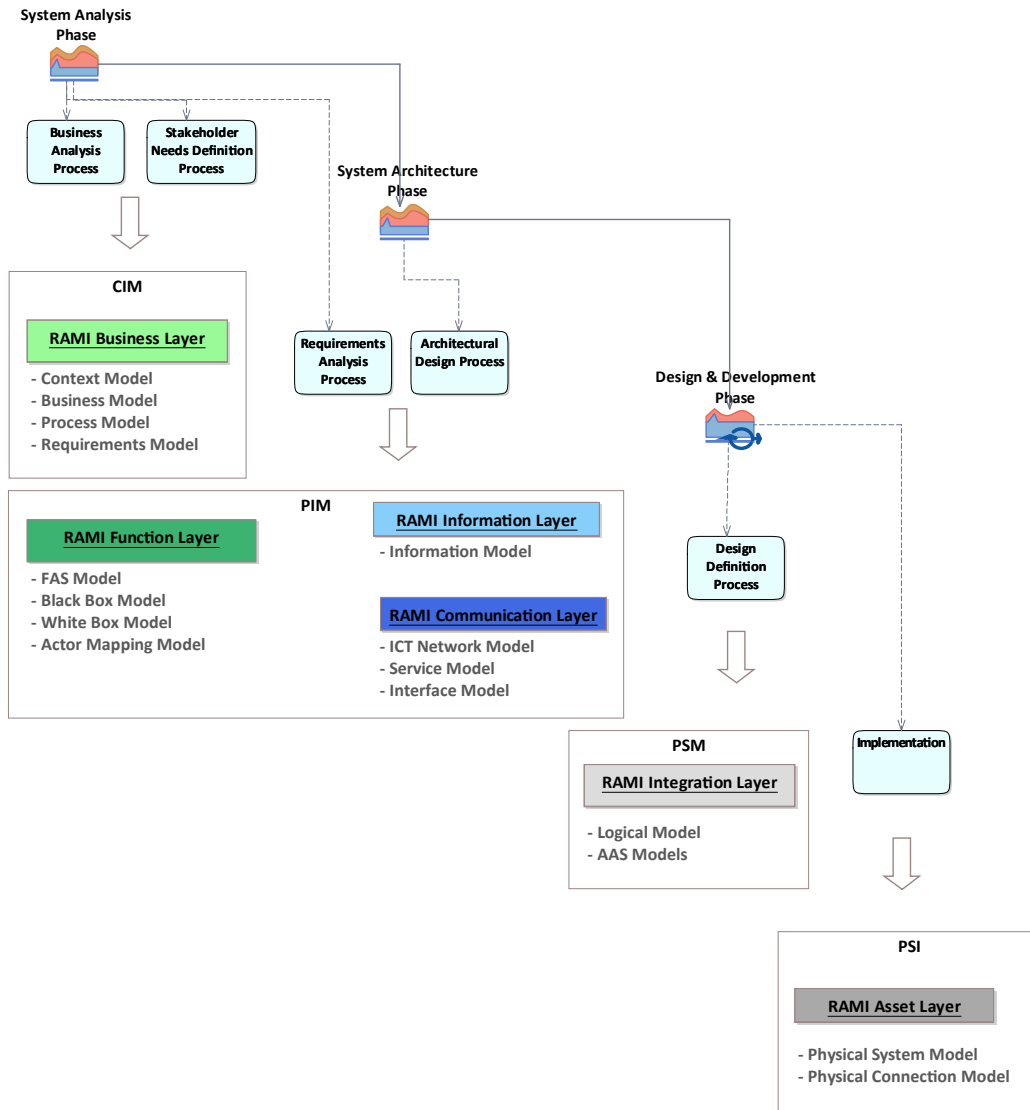 System Analysis
Phase
Business
Analysis
Process
Stakeholder
Needs Definition
Process
System Architecture
Phase
CIM
RAMI Business Layer
- Context Model
- Business Model
- Process Model
- Requirements Model
Requirements
Analysis
Process
Architectural
Design Process
Design & Development
Phase
PIM
RAMI Function Layer
- FAS Model
- Black Box Model
- White Box Model
- Actor Mapping Model
RAMI Information Layer
- Information Model
RAMI Communication Layer
- ICT Network Model
- Service Model
- Interface Model
Design
Definition
Process
PSM
RAMI Integration Layer
- Logical Model
- AAS Models
Implementation
PSI
RAMI Asset Layer
- Physical System Model
- Physical Connection Model